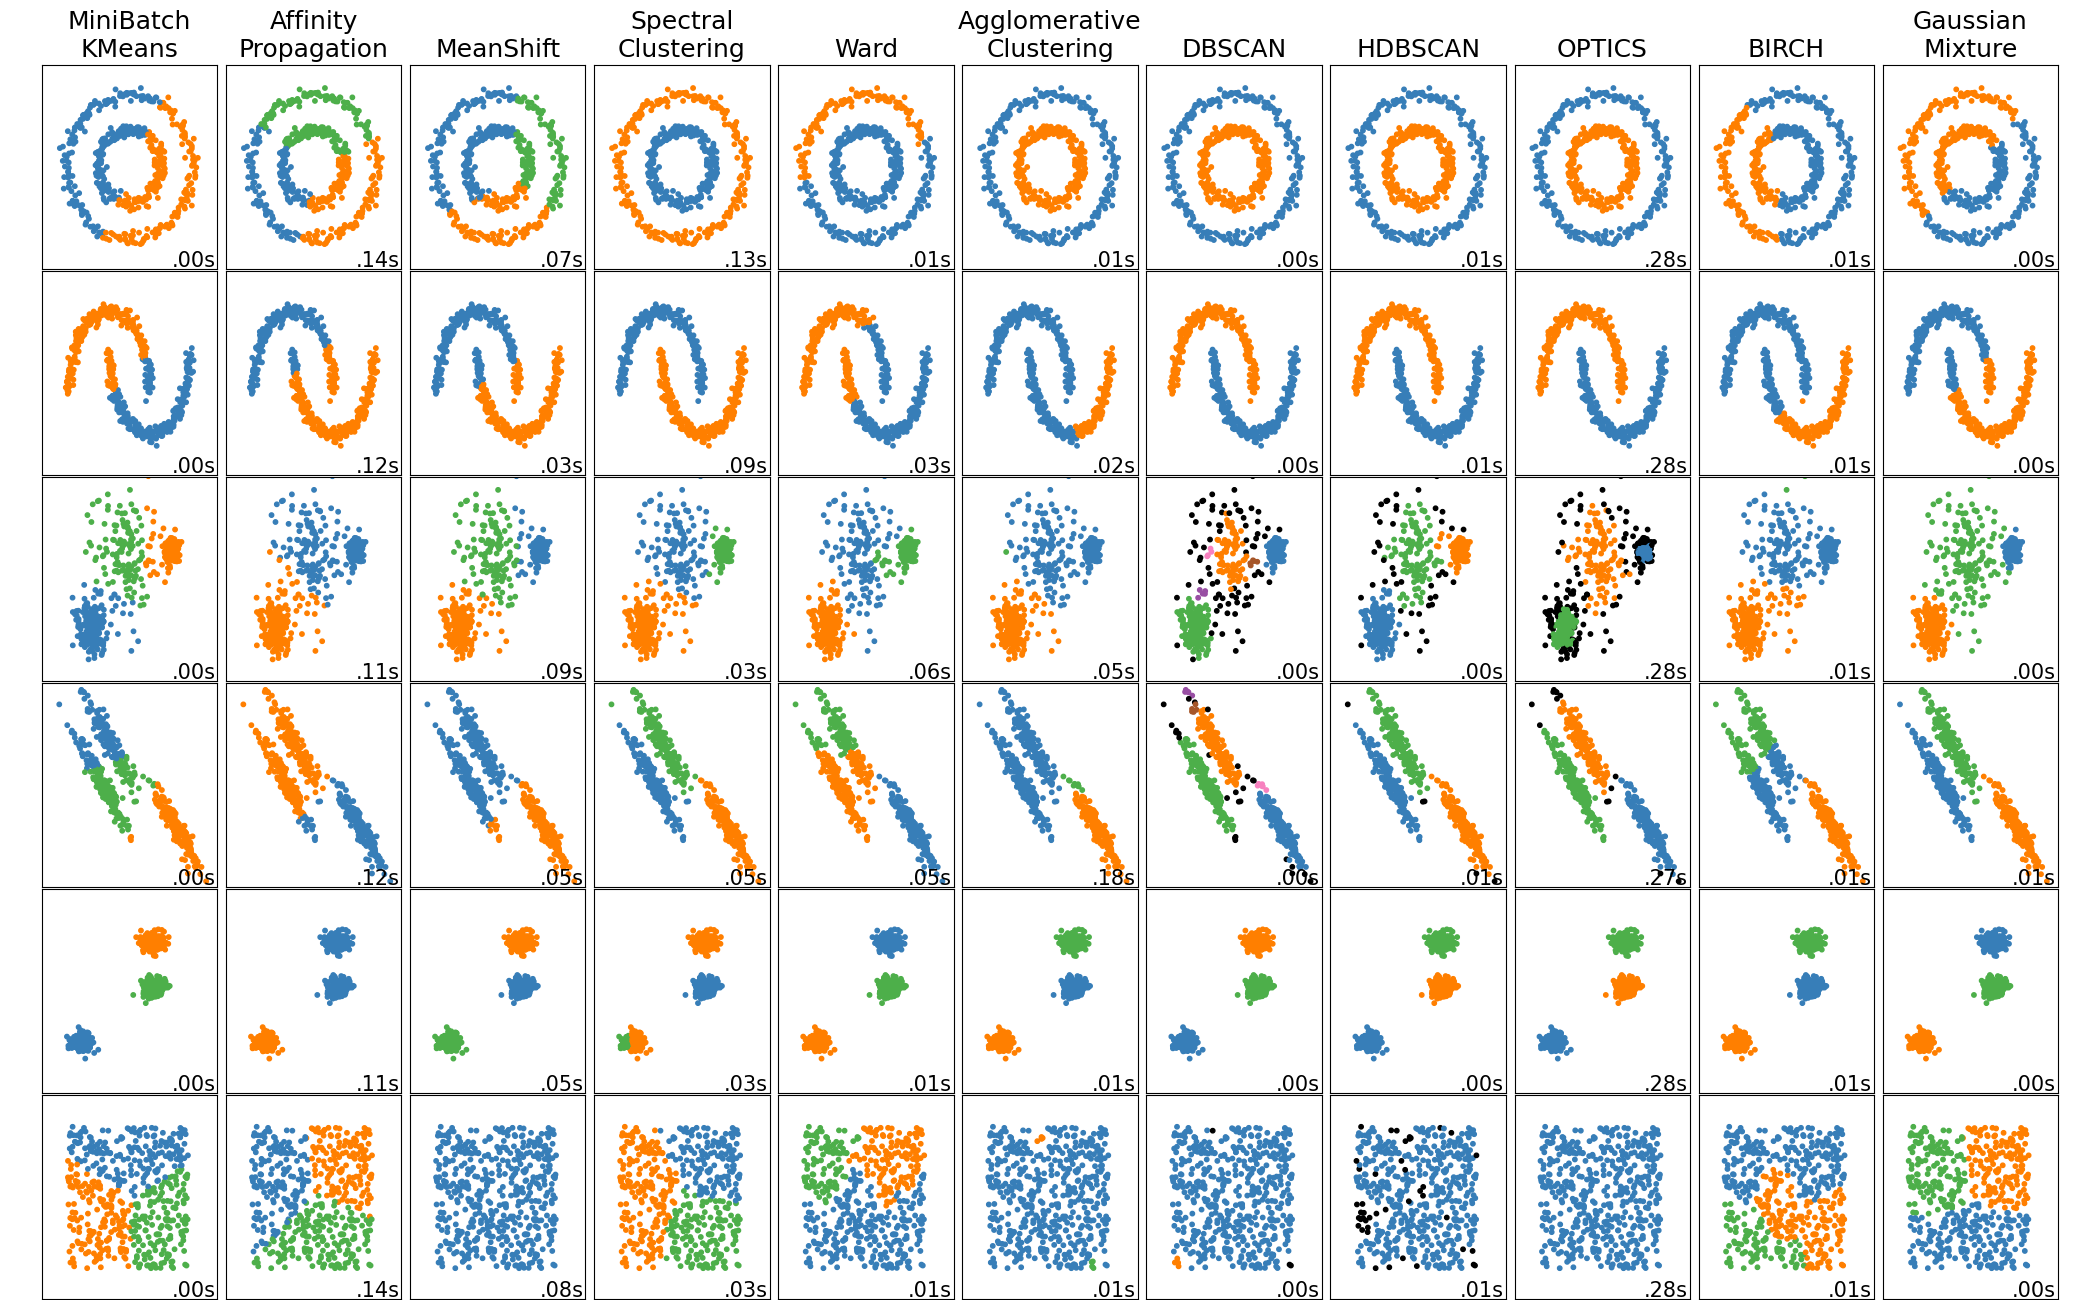 MiniBatch
KMeans
Affinity
Propagation
MeanShift
Spectral
Clustering
Ward
Agglomerative
Clustering
DBSCAN
HDBSCAN
OPTICS
BIRCH
Gaussian
Mixture
.00s
.14s
.07s
.13s
.01s
.01s
.00s
.01s
.28s
.01s
.00s
.00s
.12s
.03s
.09s
.03s
.02s
.00s
.01s
.28s
.01s
.00s
.00s
.11s
.09s
.03s
.06s
.05s
.00s
.00s
.28s
.01s
.00s
.00s
.12s
.05s
.05s
.05s
.18s
.00s
.01s
.27s
.01s
.01s
.00s
.11s
.05s
.03s
.01s
.01s
.00s
.00s
.28s
.01s
.00s
.00s
.14s
.08s
.03s
.01s
.01s
.00s
.01s
.28s
.01s
.00s